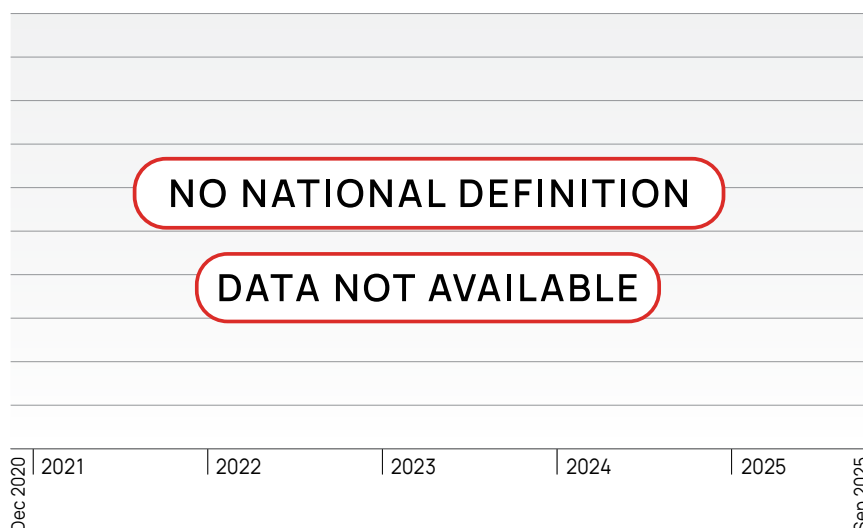 NO NATIONAL DEFINITION
DATA NOT AVAILABLE
Dec 2020
2021
2022
2023
2024
2025
Sep 2025